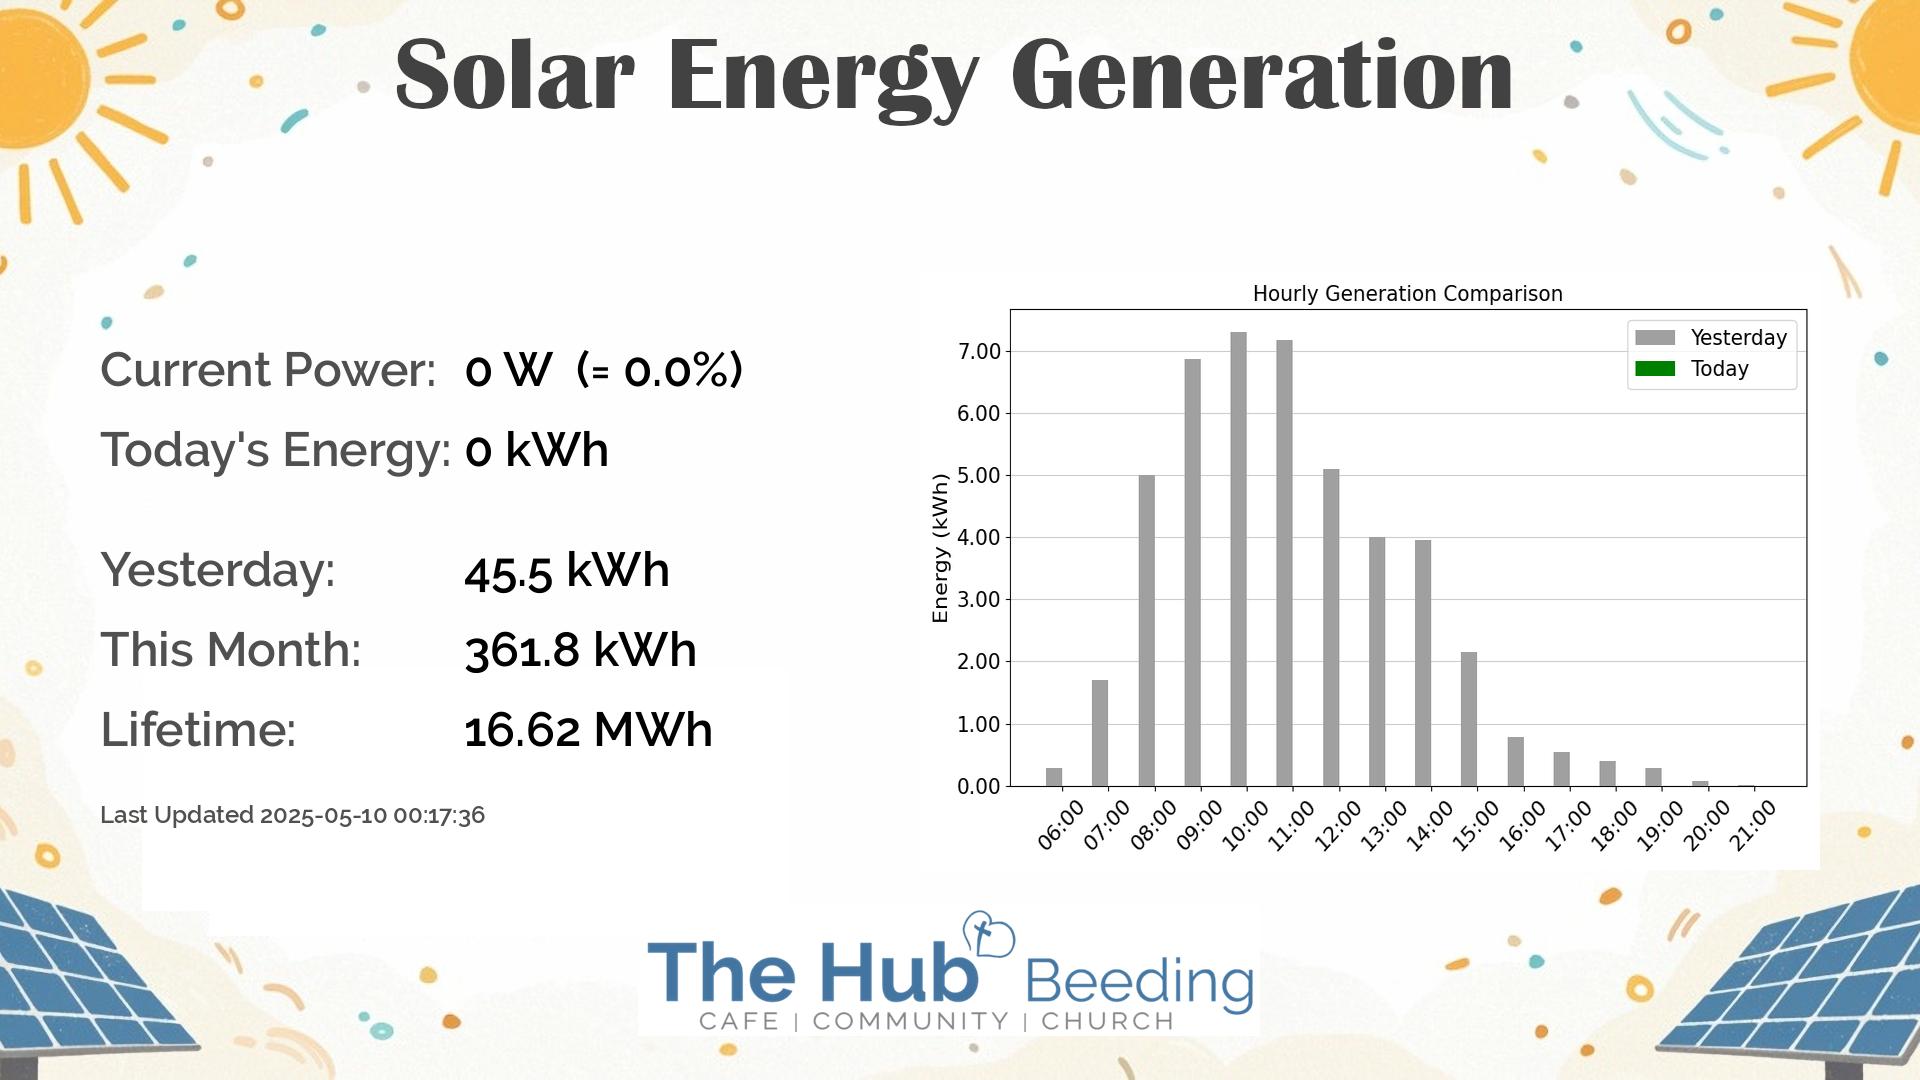 Solar Energy Generation
Current Power: 0 W (= 0.0%)
Today's Energy: 0 kWh
Yesterday: 45.5 kWh
This Month: 361.8 kWh
Lifetime: 16.62 MWh
Last Updated 2025-05-10 00:17:36
Hourly Generation Comparison
Yesterday
Today
Energy (kWh)
7.00
6.00
5.00
4.00
3.00
2.00
1.00
0.00
06:00 07:00 08:00 09:00 10:00 11:00 12:00 13:00 14:00 15:00 16:00 17:00 18:00 19:00 20:00 21:00
The Hub Beeding
CAFE | COMMUNITY | CHURCH